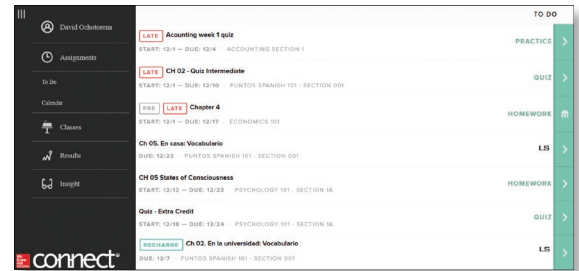 TO DO
David Ochotorena
Assignments
To Do
Calendar
Classes
Results
Insight
Mc Graw Hill Education
connect®
LATE Acounting week 1 quiz
START: 12/1 — DUE: 12/4 · ACCOUNTING SECTION 1
PRACTICE
LATE CH 02 - Quiz Intermediate
START: 12/1 — DUE: 12/10 · PUNTOS SPANISH 101 - SECTION 001
QUIZ
PRE LATE Chapter 4
START: 12/1 — DUE: 12/17 · ECONOMICS 101
HOMEWORK
Ch 05. En casa: Vocabulario
DUE: 12/22 · PUNTOS SPANISH 101 - SECTION 001
LS
CH 05 States of Consciousness
START: 12/12 — DUE: 12/23 · PSYCHOLOGY 101 - SECTION 1A
HOMEWORK
Quiz - Extra Credit
START: 12/18 — DUE: 12/24 · PSYCHOLOGY 101 - SECTION 1A
QUIZ
RECHARGE Ch 02. En la universidad: Vocabulario
DUE: 12/7 · PUNTOS SPANISH 101 - SECTION 001
LS